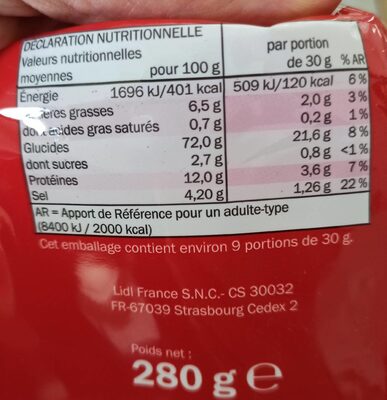 DÉCLARATION NUTRITIONNELLE
Valeurs nutritionnelles
moyennes pour 100 g par portion de 30 g % AR
Énergie 1696 kJ/401 kcal 509 kJ/120 kcal 6 %
grasses 6,5 g 2,0 g 3 %
acides gras saturés 0,7 g 0,2 g 1 %
Glucides 72,0 g 21,6 g 8 %
dont sucres 2,7 g 0,8 g <1 %
Protéines 12,0 g 3,6 g 7 %
Sel 4,20 g 1,26 g 22 %
AR = Apport de Référence pour un adulte-type
(8400 kJ / 2000 kcal)
Cet emballage contient environ 9 portions de 30 g.
Lidl France S.N.C.- CS 30032
FR-67039 Strasbourg Cedex 2
Poids net :
280 g e